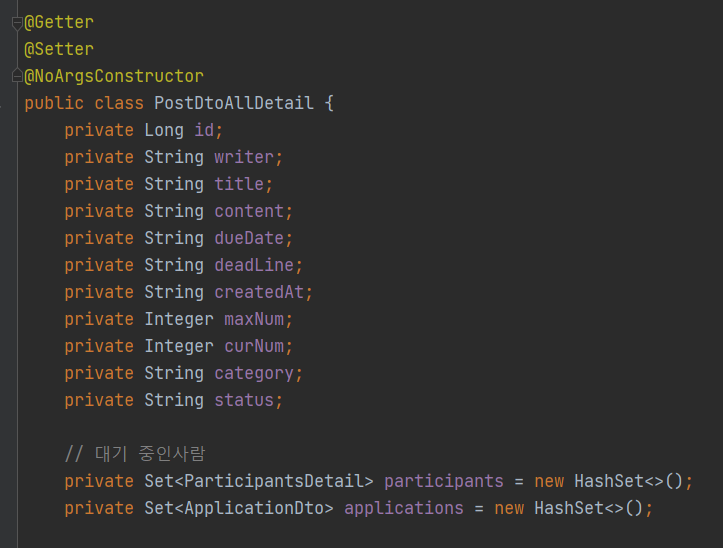 @Getter
@Setter
@NoArgsConstructor
public class PostDtoAllDetail {
    private Long id;
    private String writer;
    private String title;
    private String content;
    private String dueDate;
    private String deadLine;
    private String createdAt;
    private Integer maxNum;
    private Integer curNum;
    private String category;
    private String status;
    // 대기 중인사람
    private Set<ParticipantsDetail> participants = new HashSet<>();
    private Set<ApplicationDto> applications = new HashSet<>();